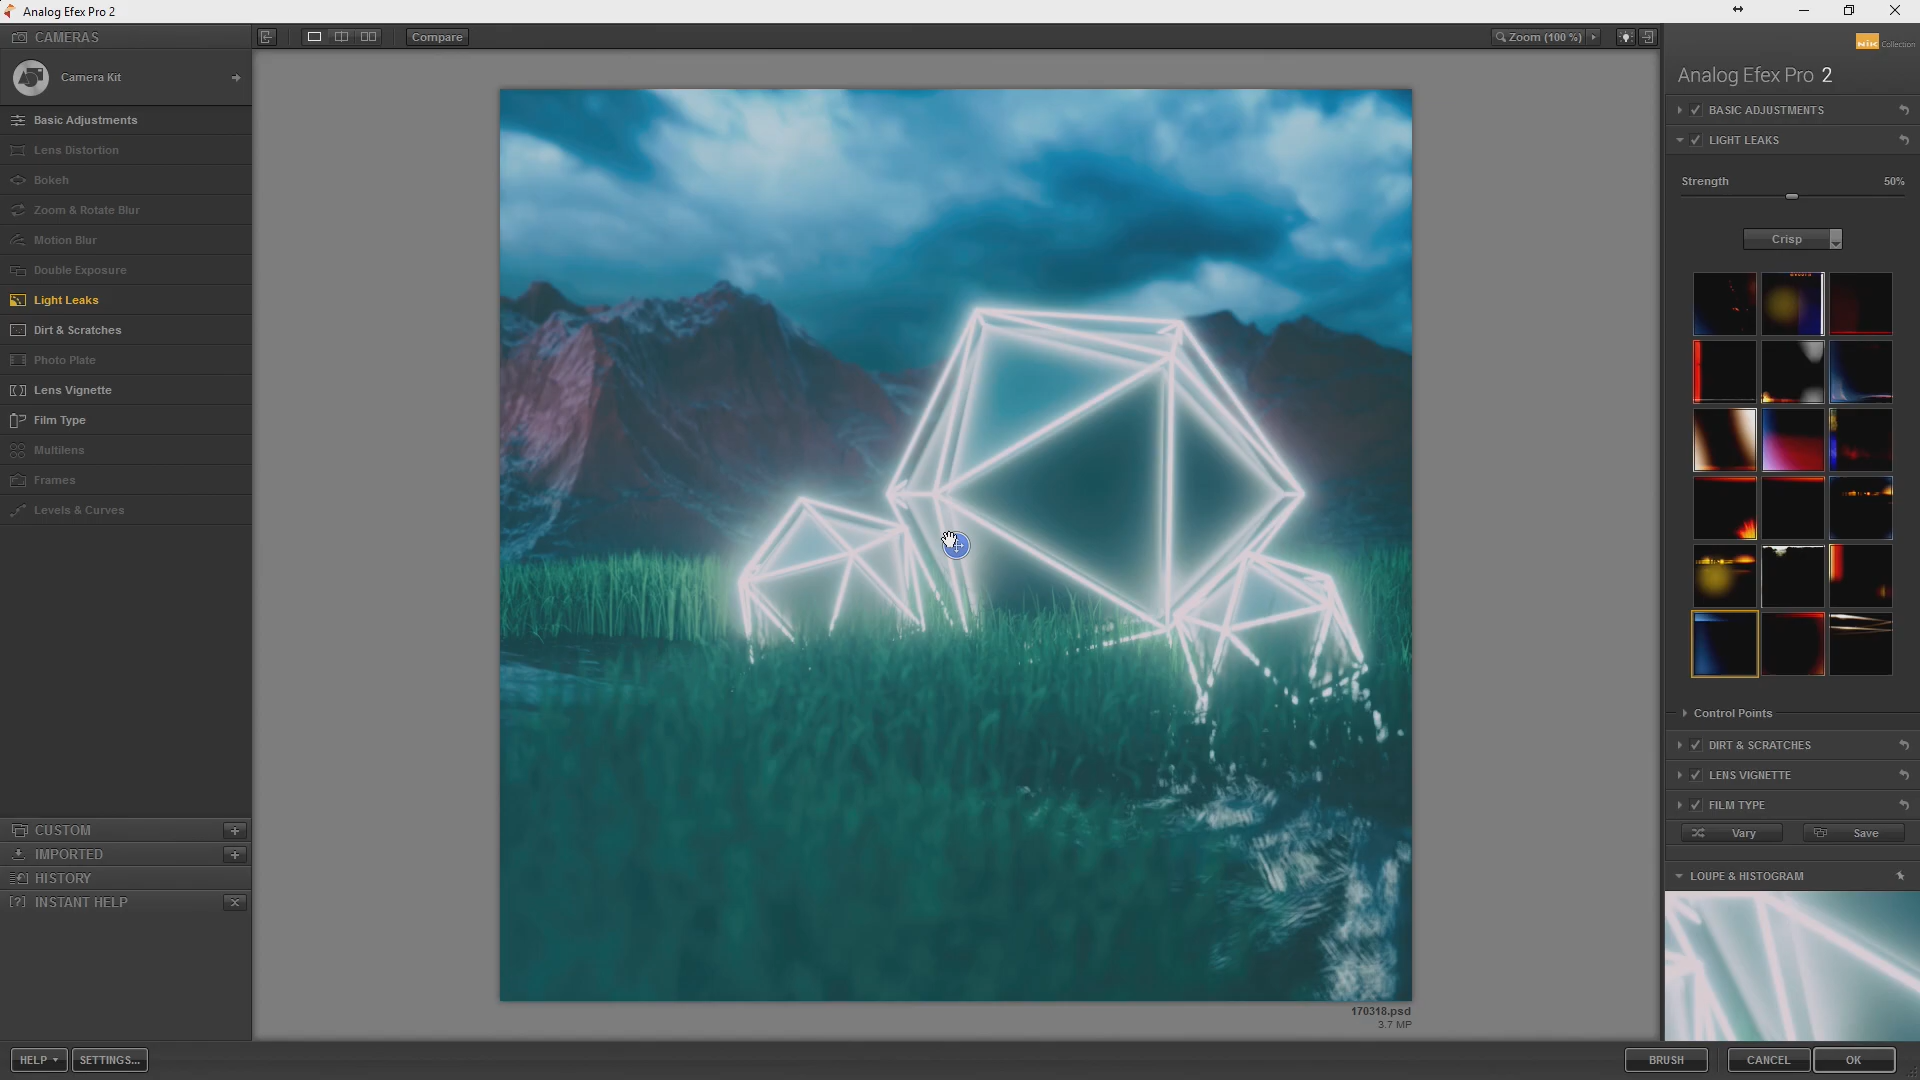 Analog Efex Pro 2
CAMERAS
Camera Kit
Basic Adjustments
Lens Distortion
Bokeh
Zoom & Rotate Blur
Motion Blur
Double Exposure
Light Leaks
Dirt & Scratches
Photo Plate
Lens Vignette
Film Type
Multilens
Frames
Levels & Curves
CUSTOM
IMPORTED
HISTORY
[?] INSTANT HELP
HELP
SETTINGS...
Compare
Zoom (100 %)
170318.psd
3.7 MP
Nik Collection
Analog Efex Pro 2
BASIC ADJUSTMENTS
LIGHT LEAKS
Strength 50%
Crisp
Control Points
DIRT & SCRATCHES
LENS VIGNETTE
FILM TYPE
Vary Save
LOUPE & HISTOGRAM
BRUSH CANCEL OK